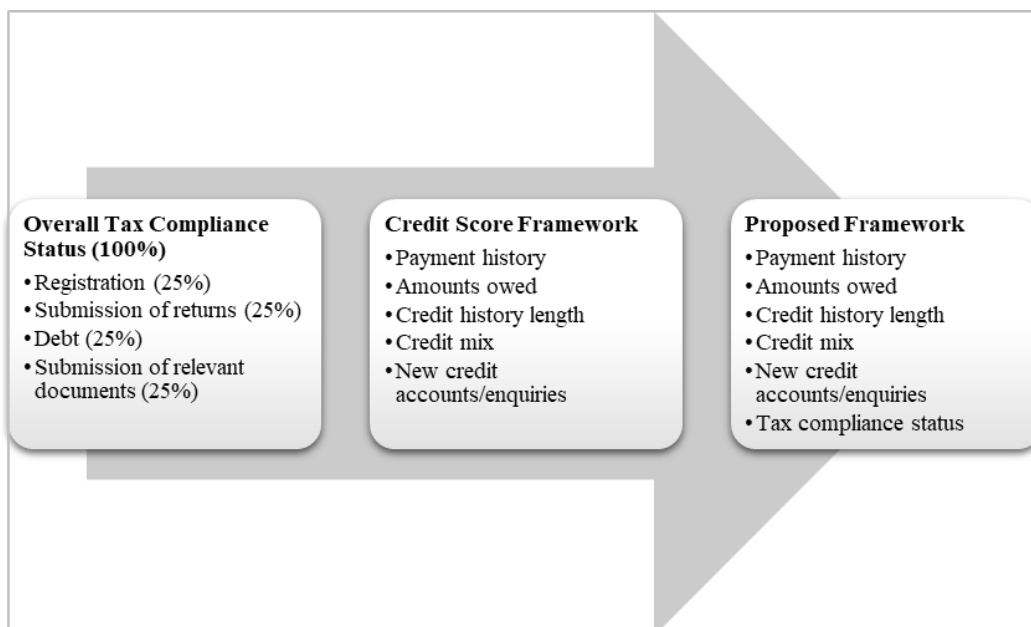 Overall Tax Compliance
Status (100%)
•Registration (25%)
•Submission of returns (25%)
•Debt (25%)
•Submission of relevant
documents (25%)
Credit Score Framework
•Payment history
•Amounts owed
•Credit history length
•Credit mix
•New credit
accounts/enquiries
Proposed Framework
•Payment history
•Amounts owed
•Credit history length
•Credit mix
•New credit
accounts/enquiries
•Tax compliance status